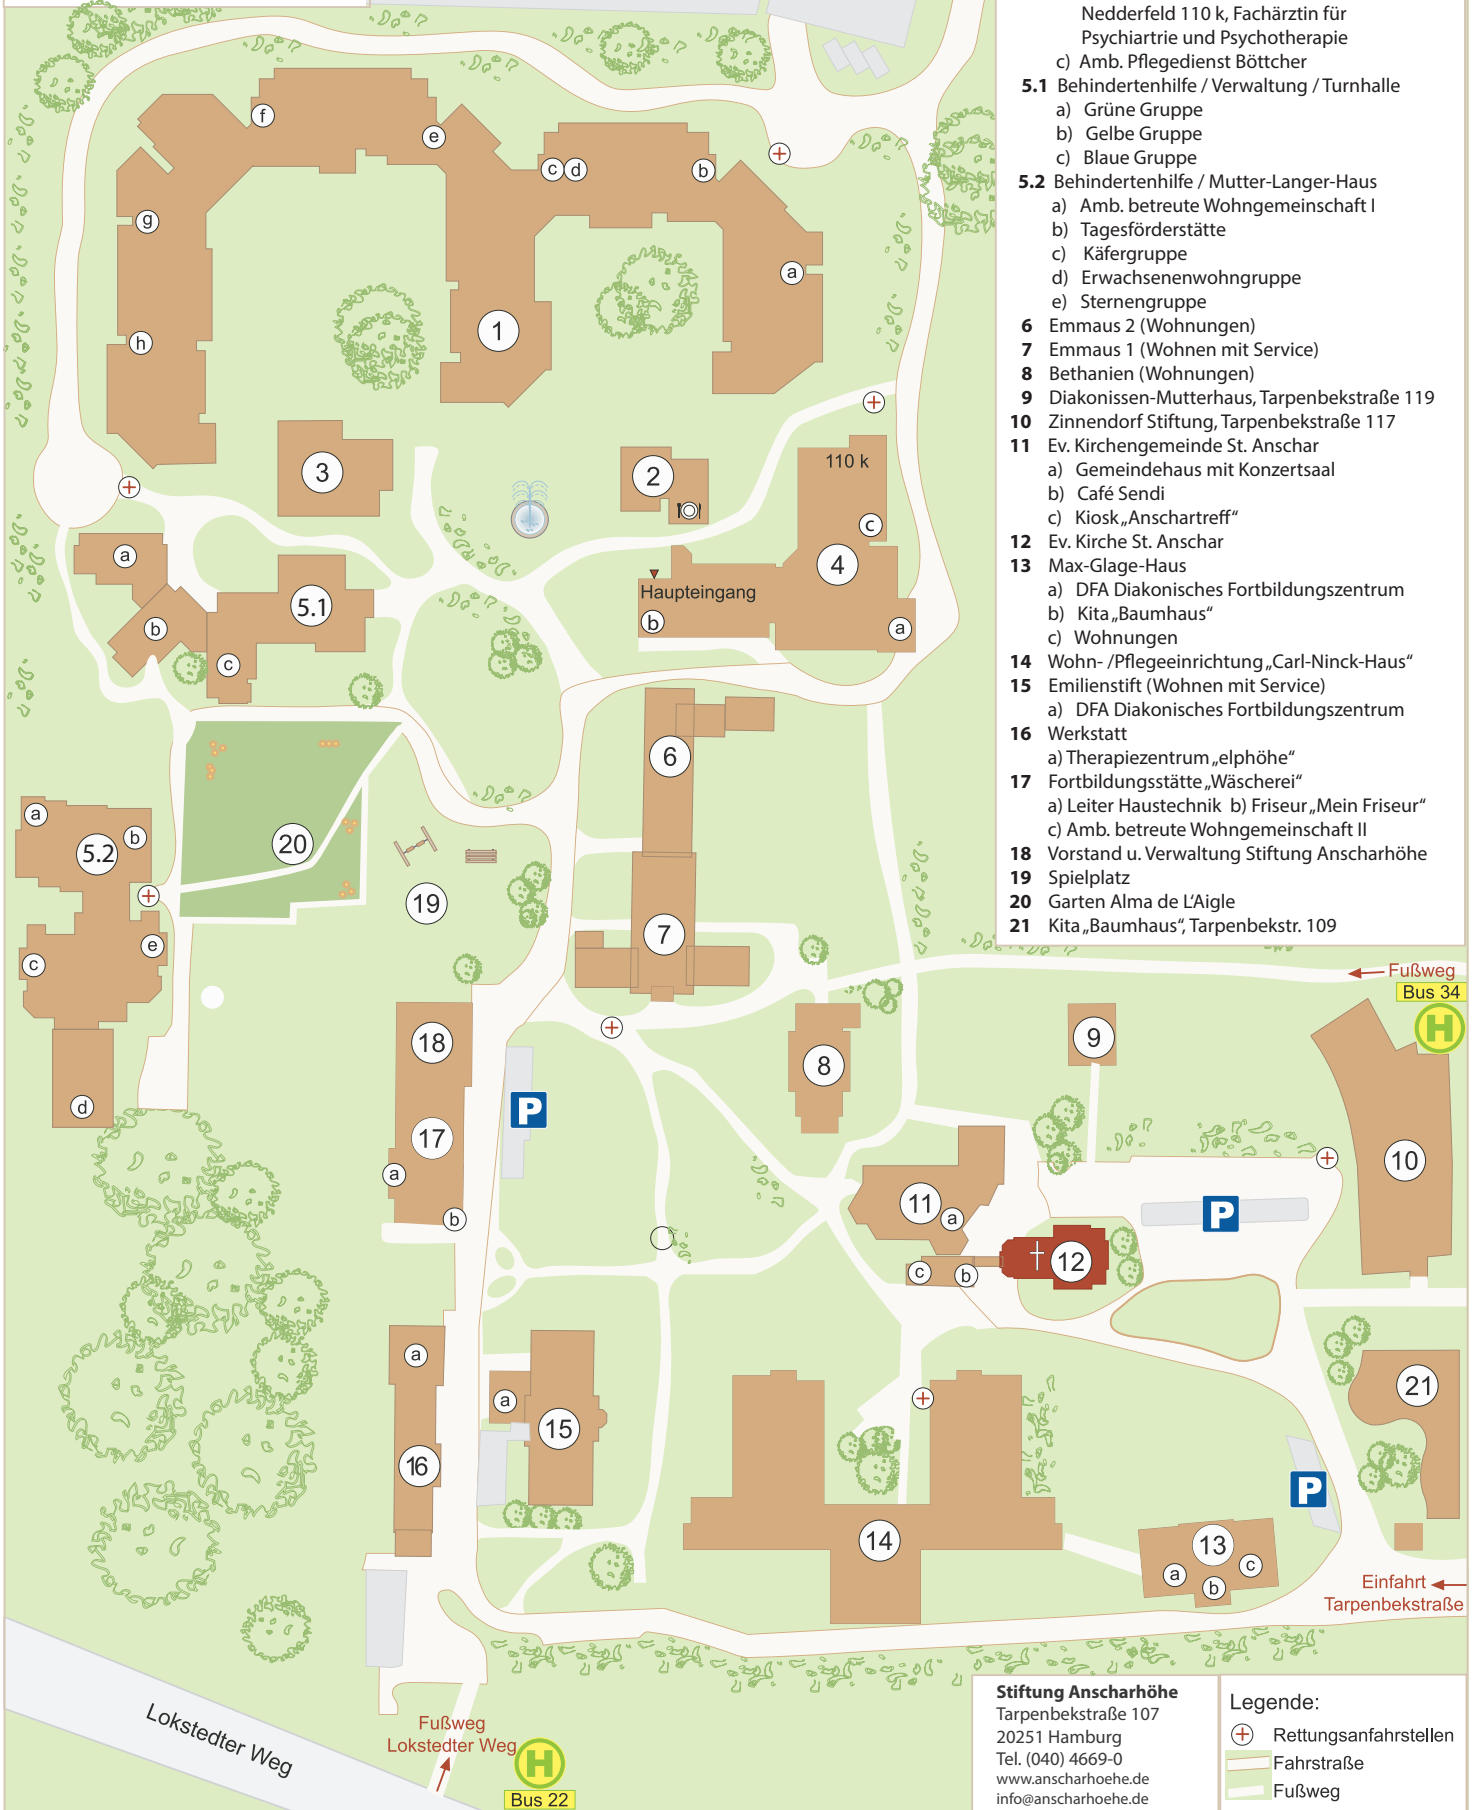 Nedderfeld 110 k, Fachärztin für
Psychiartrie und Psychotherapie
c) Amb. Pflegedienst Böttcher
5.1 Behindertenhilfe / Verwaltung / Turnhalle
a) Grüne Gruppe
b) Gelbe Gruppe
c) Blaue Gruppe
5.2 Behindertenhilfe / Mutter-Langer-Haus
a) Amb. betreute Wohngemeinschaft I
b) Tagesförderstätte
c) Käfergruppe
d) Erwachsenenwohngruppe
e) Sternengruppe
6 Emmaus 2 (Wohnungen)
7 Emmaus 1 (Wohnen mit Service)
8 Bethanien (Wohnungen)
9 Diakonissen-Mutterhaus, Tarpenbekstraße 119
10 Zinnendorf Stiftung, Tarpenbekstraße 117
11 Ev. Kirchengemeinde St. Anschar
a) Gemeindehaus mit Konzertsaal
b) Café Sendi
c) Kiosk „Anschartreff“
12 Ev. Kirche St. Anschar
13 Max-Glage-Haus
a) DFA Diakonisches Fortbildungszentrum
b) Kita „Baumhaus“
c) Wohnungen
14 Wohn- /Pflegeeinrichtung „Carl-Ninck-Haus“
15 Emilienstift (Wohnen mit Service)
a) DFA Diakonisches Fortbildungszentrum
16 Werkstatt
a) Therapiezentrum „elphöhe“
17 Fortbildungsstätte „Wäscherei“
a) Leiter Haustechnik b) Friseur „Mein Friseur“
c) Amb. betreute Wohngemeinschaft II
18 Vorstand u. Verwaltung Stiftung Anscharhöhe
19 Spielplatz
20 Garten Alma de L'Aigle
21 Kita „Baumhaus“, Tarpenbekstr. 109
f
e
c d
b
g
a
h
1
3
2
110 k
c
4
Haupteingang
b
a
a
b
5.1
c
6
a
b
5.2
20
19
7
c
e
d
Fußweg
Bus 34
H
18
9
8
P
17
a
b
10
11
a
P
12
c
b
a
16
a
15
21
P
14
13
a
b
c
Einfahrt
Tarpenbekstraße
Lokstedter Weg
Fußweg
Lokstedter Weg
H
Bus 22
Stiftung Anscharhöhe
Tarpenbekstraße 107
20251 Hamburg
Tel. (040) 4669-0
www.anscharhoehe.de
info@anscharhoehe.de
Legende:
Rettungsanfahrstellen
Fahrstraße
Fußweg